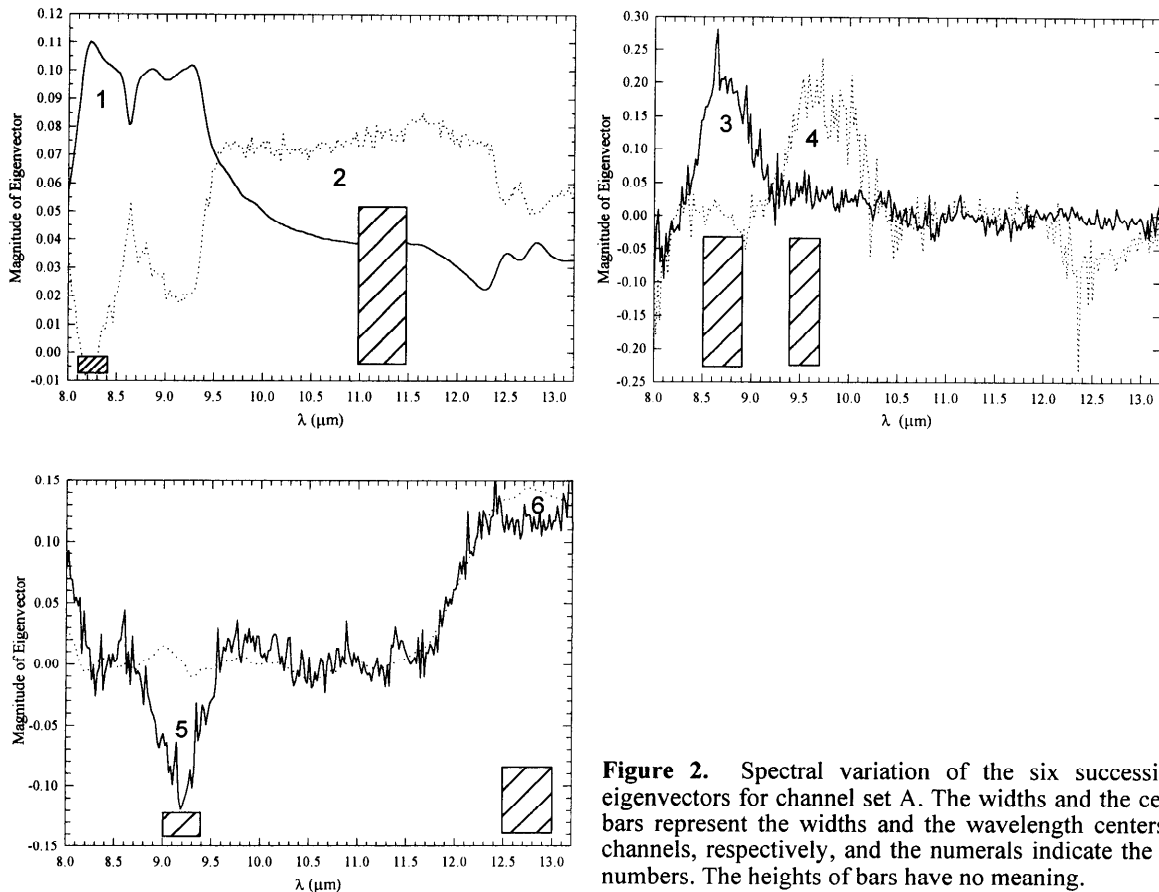 0.12
0.11
0.10
0.09
0.08
0.07
0.06
0.05
0.04
0.03
0.02
0.01
0.00
-0.01
Magnitude of Eigenvector
1
2
8.0 8.5 9.0 9.5 10.0 10.5 11.0 11.5 12.0 12.5 13.0
λ (μm)
0.30
0.25
0.20
0.15
0.10
0.05
0.00
-0.05
-0.10
-0.15
-0.20
-0.25
Magnitude of Eigenvector
3
4
8.0 8.5 9.0 9.5 10.0 10.5 11.0 11.5 12.0 12.5 13.0
λ (μm)
0.15
0.10
0.05
0.00
-0.05
-0.10
-0.15
Magnitude of Eigenvector
5
6
8.0 8.5 9.0 9.5 10.0 10.5 11.0 11.5 12.0 12.5 13.0
λ (μm)
Figure 2. Spectral variation of the six successi
eigenvectors for channel set A. The widths and the ce
bars represent the widths and the wavelength centers
channels, respectively, and the numerals indicate the
numbers. The heights of bars have no meaning.